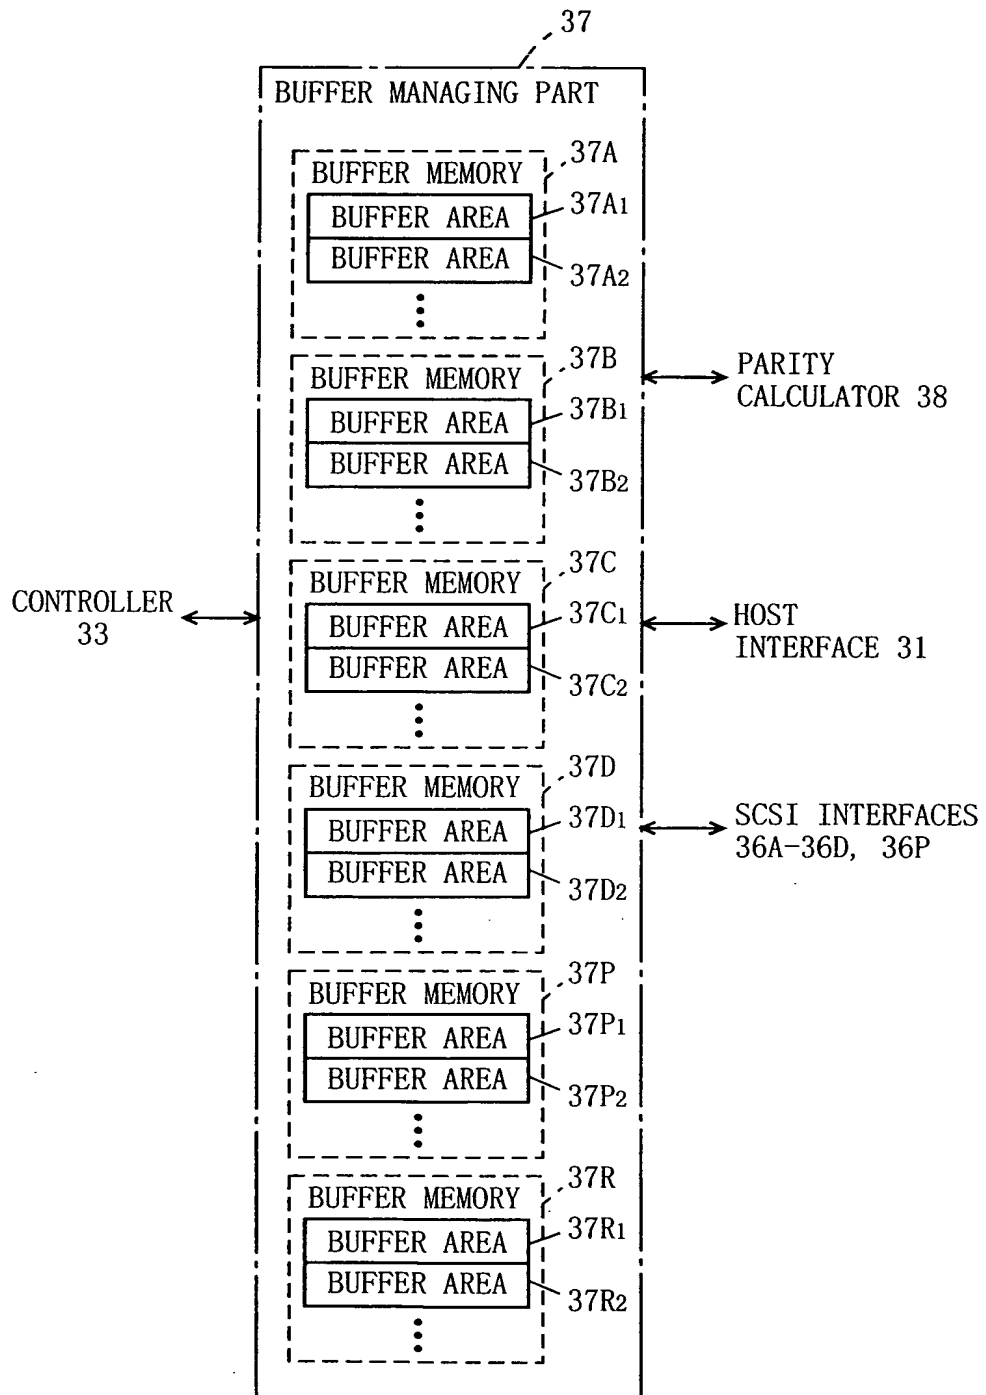 37
BUFFER MANAGING PART
BUFFER MEMORY
37A
BUFFER AREA
37A1
BUFFER AREA
37A2
BUFFER MEMORY
37B
BUFFER AREA
37B1
BUFFER AREA
37B2
PARITY
CALCULATOR 38
BUFFER MEMORY
37C
BUFFER AREA
37C1
BUFFER AREA
37C2
CONTROLLER
33
HOST
INTERFACE 31
BUFFER MEMORY
37D
BUFFER AREA
37D1
BUFFER AREA
37D2
SCSI INTERFACES
36A-36D, 36P
BUFFER MEMORY
37P
BUFFER AREA
37P1
BUFFER AREA
37P2
BUFFER MEMORY
37R
BUFFER AREA
37R1
BUFFER AREA
37R2